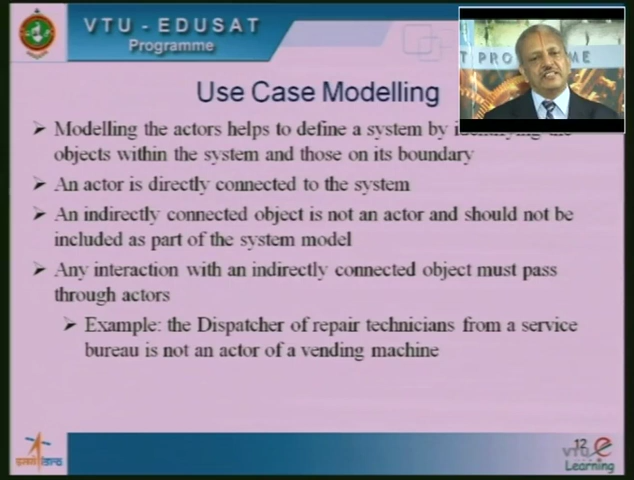 VTU - EDUSAT
Programme
T PROGRAMME
Use Case Modelling
➢ Modelling the actors helps to define a system by identifying the
objects within the system and those on its boundary
➢ An actor is directly connected to the system
➢ An indirectly connected object is not an actor and should not be
included as part of the system model
➢ Any interaction with an indirectly connected object must pass
through actors
➢ Example: the Dispatcher of repair technicians from a service
bureau is not an actor of a vending machine
12
VTU e
Learning